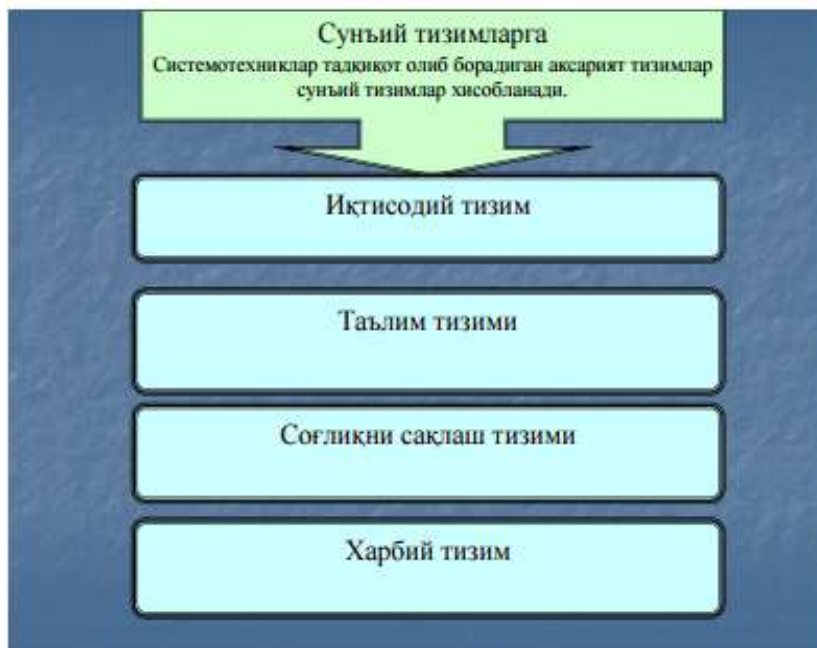 Сунъий тизимларга
Системотехниклар тадқиқот олиб борадиган аксарият тизимлар
сунъий тизимлар хисобланади.
Иқтисодий тизим
Таълим тизими
Соғлиқни сақлаш тизими
Харбий тизим